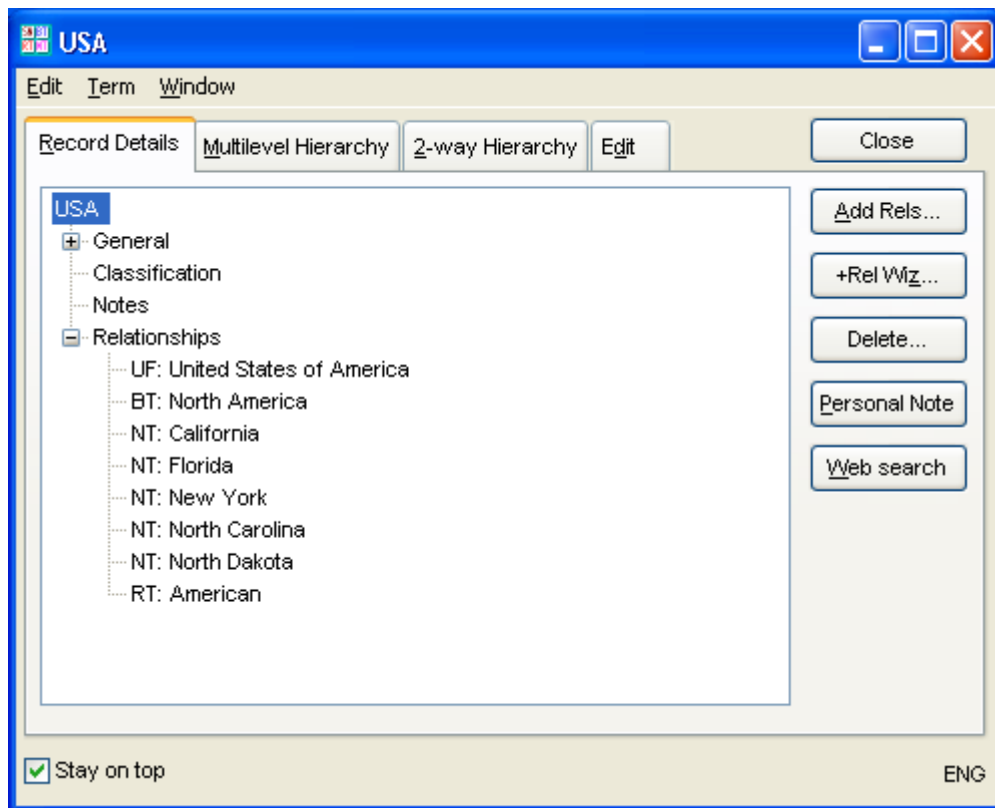 USA
Edit Term Window
Record Details Multilevel Hierarchy 2-way Hierarchy Edit Close
USA
General
Classification
Notes
Relationships
UF: United States of America
BT: North America
NT: California
NT: Florida
NT: New York
NT: North Carolina
NT: North Dakota
RT: American
Add Rels...
+Rel Wiz...
Delete...
Personal Note
Web search
Stay on top
ENG